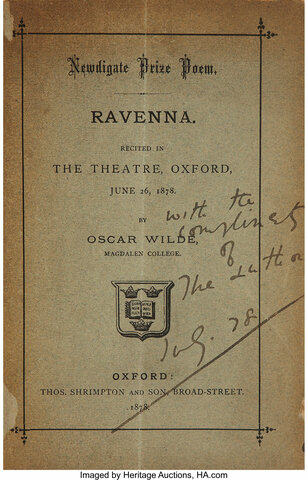 Newdigate Prize Poem.
RAVENNA.
RECITED IN
THE THEATRE, OXFORD,
JUNE 26, 1878.
BY
OSCAR WILDE,
MAGDALEN COLLEGE.
with the
compliments
of
The Author
July. 78
OXFORD:
THOS. SHRIMPTON AND SON, BROAD-STREET.
1878.
Imaged by Heritage Auctions, HA.com